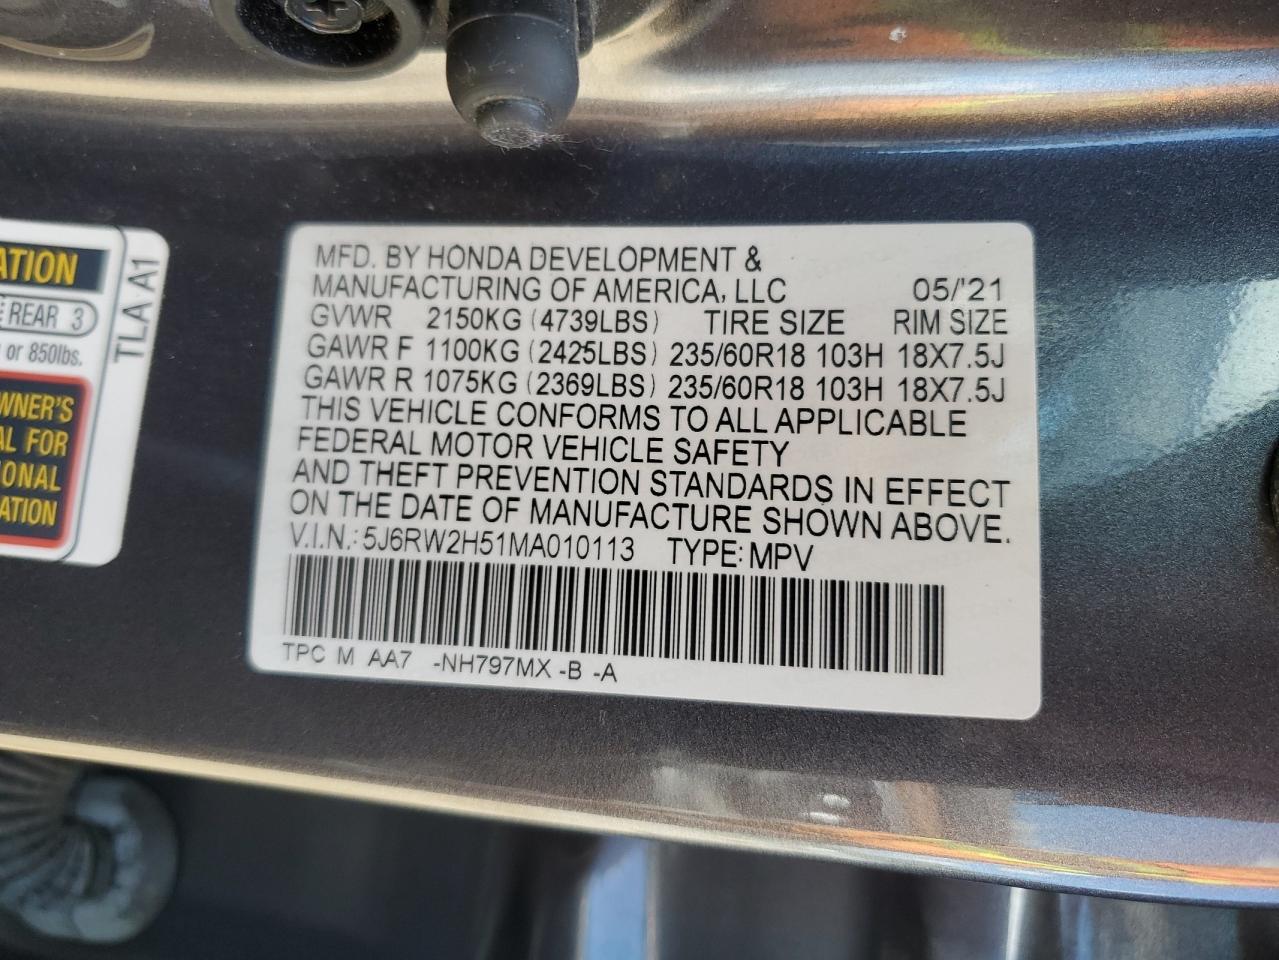 MFD. BY HONDA DEVELOPMENT &
MANUFACTURING OF AMERICA, LLC 05/'21
GVWR 2150KG (4739LBS) TIRE SIZE RIM SIZE
GAWR F 1100KG (2425LBS) 235/60R18 103H 18X7.5J
GAWR R 1075KG (2369LBS) 235/60R18 103H 18X7.5J
THIS VEHICLE CONFORMS TO ALL APPLICABLE
FEDERAL MOTOR VEHICLE SAFETY
AND THEFT PREVENTION STANDARDS IN EFFECT
ON THE DATE OF MANUFACTURE SHOWN ABOVE.
V.I.N.: 5J6RW2H51MA010113 TYPE: MPV
TPC M AA7 -NH797MX -B -A
ATION
REAR 3
or 850lbs.
WNER'S
AL FOR
IONAL
ATION
TLA A1